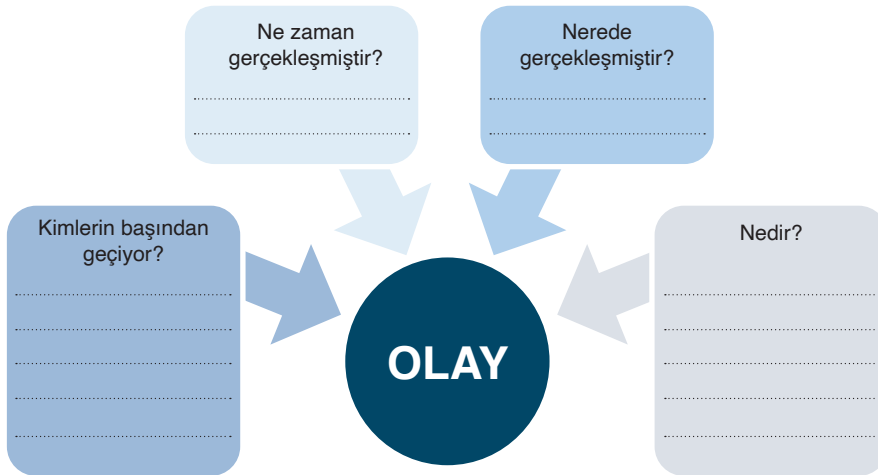 Ne zaman
gerçekleşmiştir?
Nerede
gerçekleşmiştir?
Kimlerin başından
geçiyor?
Nedir?
OLAY